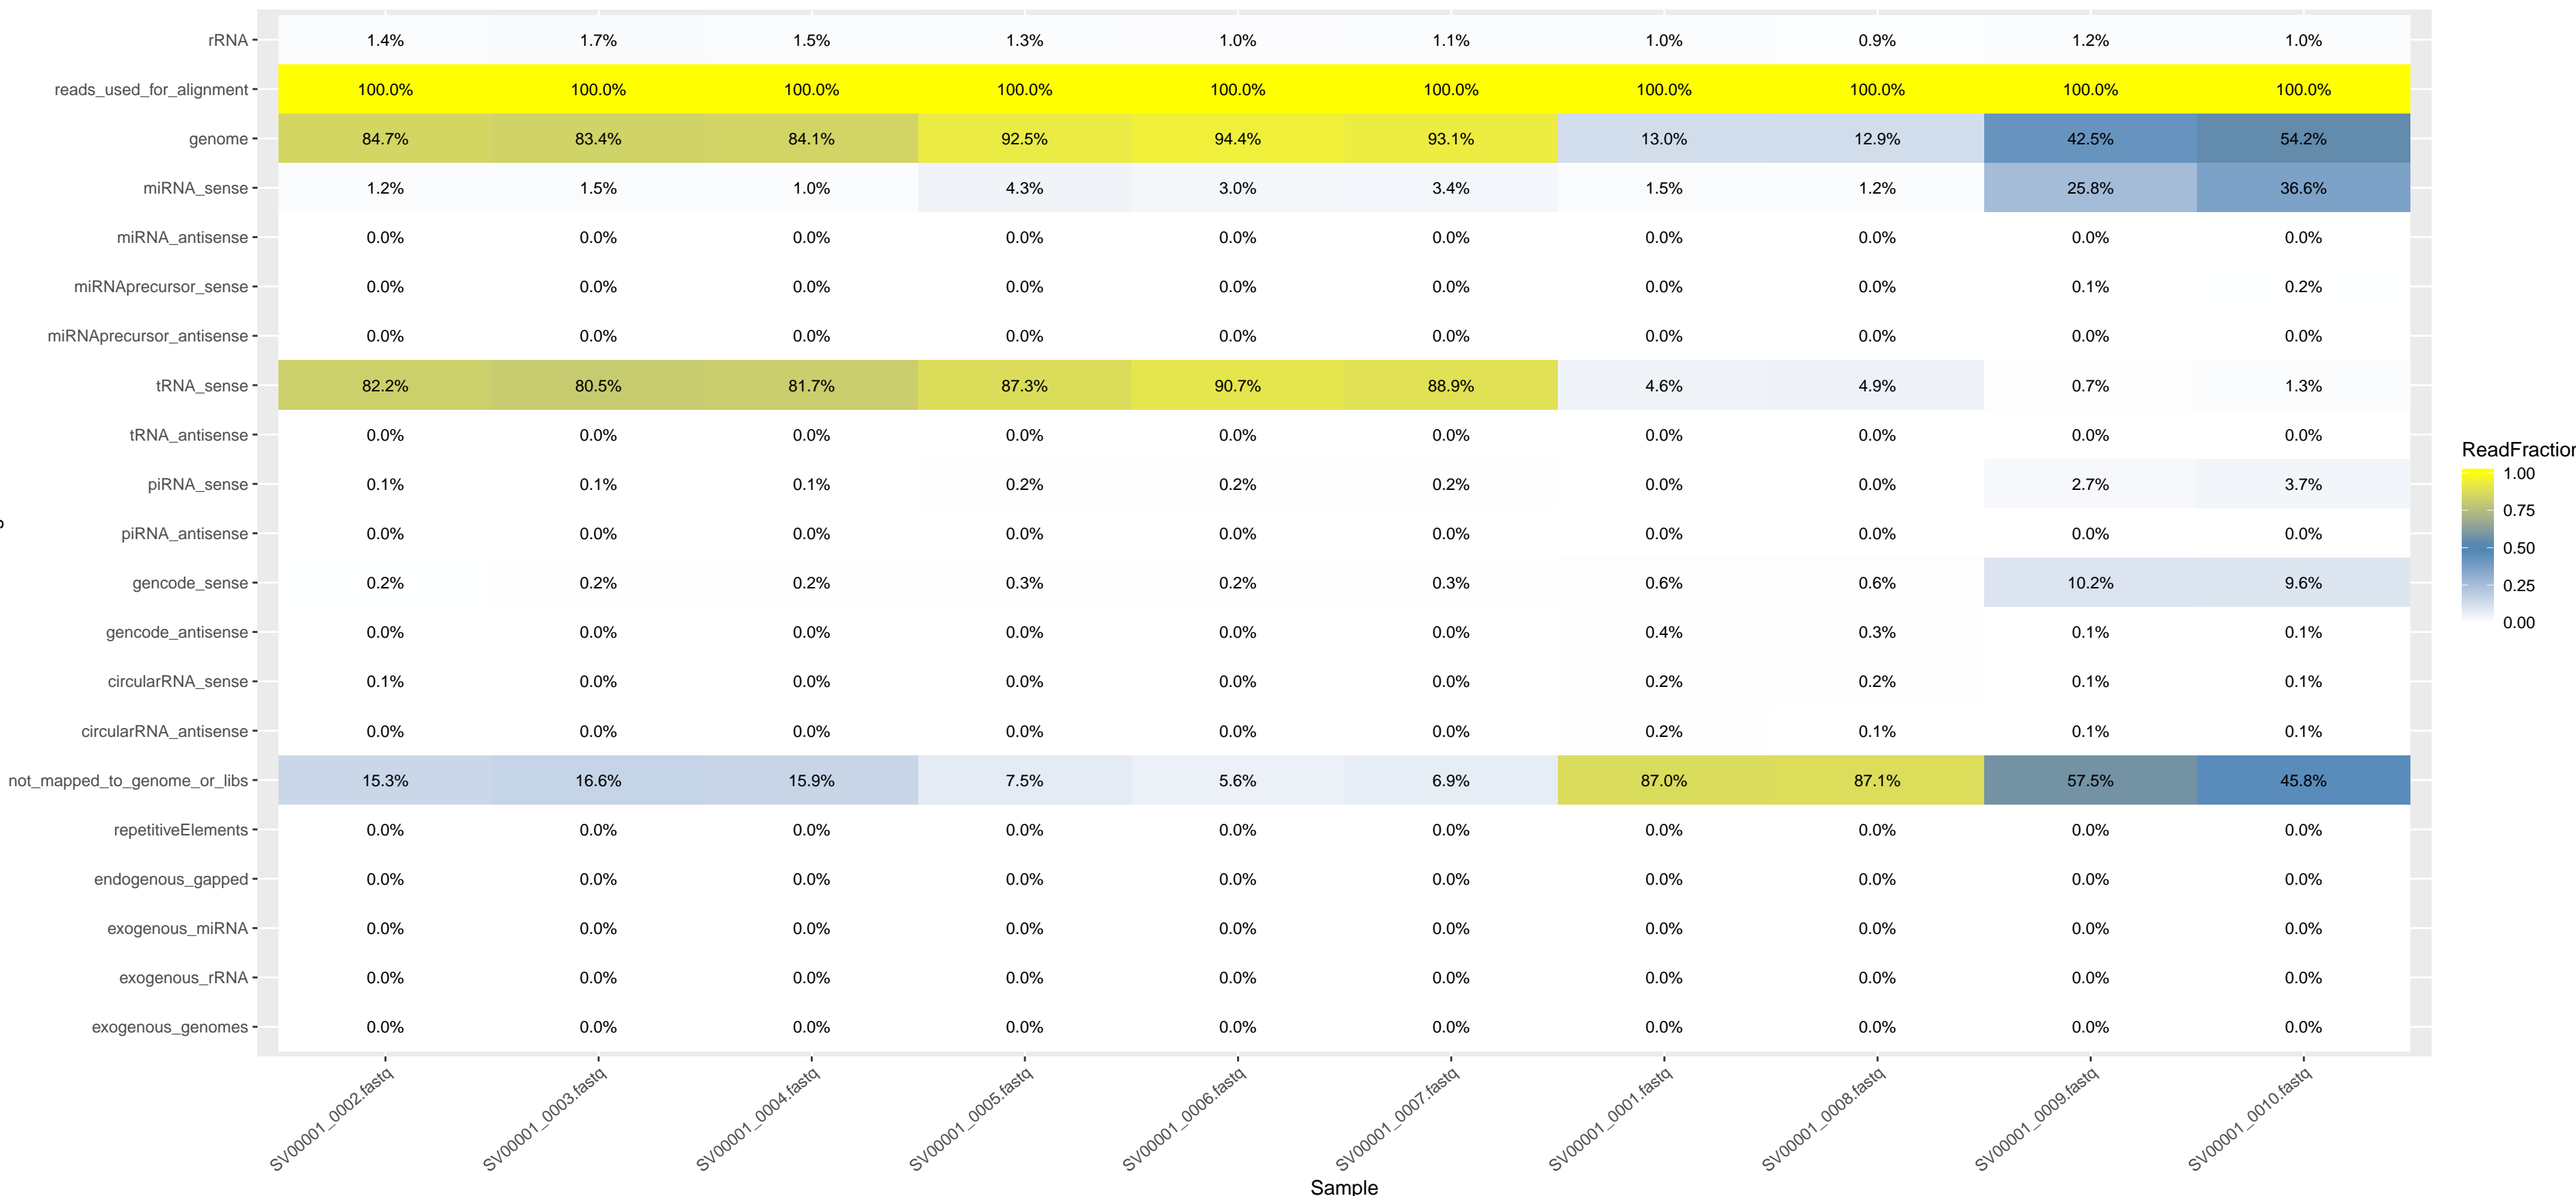 rRNA 1.4% 1.7% 1.5% 1.3% 1.0% 1.1% 1.0% 0.9% 1.2% 1.0%
reads_used_for_alignment 100.0% 100.0% 100.0% 100.0% 100.0% 100.0% 100.0% 100.0% 100.0% 100.0%
genome 84.7% 83.4% 84.1% 92.5% 94.4% 93.1% 13.0% 12.9% 42.5% 54.2%
miRNA_sense 1.2% 1.5% 1.0% 4.3% 3.0% 3.4% 1.5% 1.2% 25.8% 36.6%
miRNA_antisense 0.0% 0.0% 0.0% 0.0% 0.0% 0.0% 0.0% 0.0% 0.0% 0.0%
miRNAprecursor_sense 0.0% 0.0% 0.0% 0.0% 0.0% 0.0% 0.0% 0.0% 0.1% 0.2%
miRNAprecursor_antisense 0.0% 0.0% 0.0% 0.0% 0.0% 0.0% 0.0% 0.0% 0.0% 0.0%
tRNA_sense 82.2% 80.5% 81.7% 87.3% 90.7% 88.9% 4.6% 4.9% 0.7% 1.3%
tRNA_antisense 0.0% 0.0% 0.0% 0.0% 0.0% 0.0% 0.0% 0.0% 0.0% 0.0%
piRNA_sense 0.1% 0.1% 0.1% 0.2% 0.2% 0.2% 0.0% 0.0% 2.7% 3.7%
piRNA_antisense 0.0% 0.0% 0.0% 0.0% 0.0% 0.0% 0.0% 0.0% 0.0% 0.0%
gencode_sense 0.2% 0.2% 0.2% 0.3% 0.2% 0.3% 0.6% 0.6% 10.2% 9.6%
gencode_antisense 0.0% 0.0% 0.0% 0.0% 0.0% 0.0% 0.4% 0.3% 0.1% 0.1%
circularRNA_sense 0.1% 0.0% 0.0% 0.0% 0.0% 0.0% 0.2% 0.2% 0.1% 0.1%
circularRNA_antisense 0.0% 0.0% 0.0% 0.0% 0.0% 0.0% 0.2% 0.1% 0.1% 0.1%
not_mapped_to_genome_or_libs 15.3% 16.6% 15.9% 7.5% 5.6% 6.9% 87.0% 87.1% 57.5% 45.8%
repetitiveElements 0.0% 0.0% 0.0% 0.0% 0.0% 0.0% 0.0% 0.0% 0.0% 0.0%
endogenous_gapped 0.0% 0.0% 0.0% 0.0% 0.0% 0.0% 0.0% 0.0% 0.0% 0.0%
exogenous_miRNA 0.0% 0.0% 0.0% 0.0% 0.0% 0.0% 0.0% 0.0% 0.0% 0.0%
exogenous_rRNA 0.0% 0.0% 0.0% 0.0% 0.0% 0.0% 0.0% 0.0% 0.0% 0.0%
exogenous_genomes 0.0% 0.0% 0.0% 0.0% 0.0% 0.0% 0.0% 0.0% 0.0% 0.0%
SV00001_0002.fastq SV00001_0003.fastq SV00001_0004.fastq SV00001_0005.fastq SV00001_0006.fastq SV00001_0007.fastq SV00001_0001.fastq SV00001_0008.fastq SV00001_0009.fastq SV00001_0010.fastq
Sample
ReadFraction
1.00
0.75
0.50
0.25
0.00